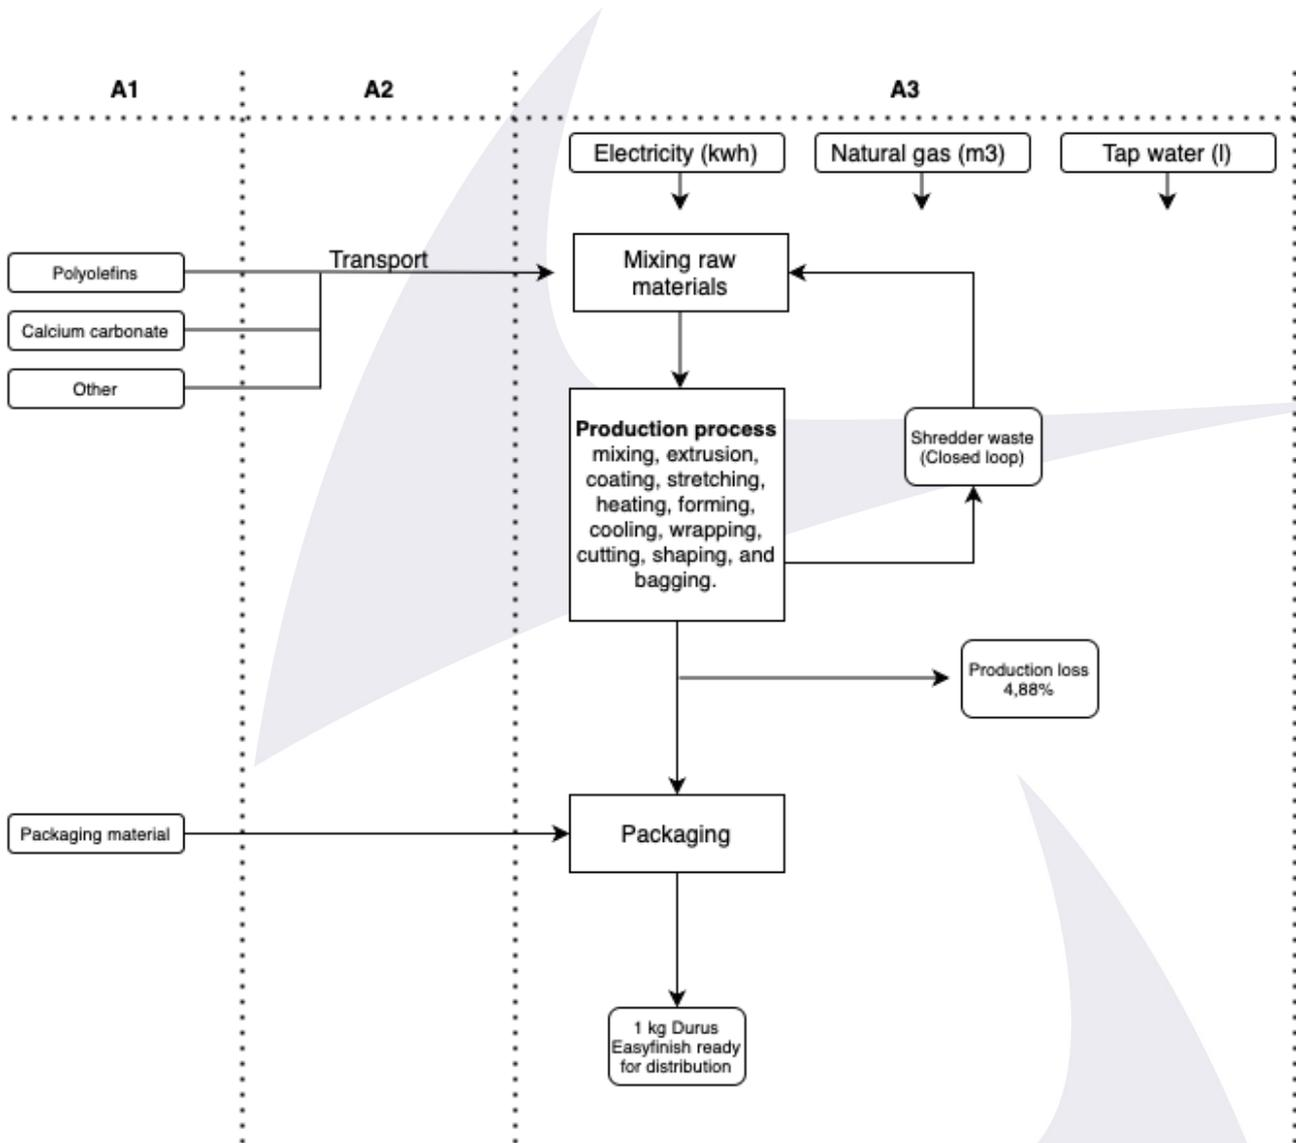 A1
A2
A3
Electricity (kwh)
Natural gas (m3)
Tap water (l)
Transport
Polyolefins
Calcium carbonate
Other
Mixing raw
materials
Production process
mixing, extrusion,
coating, stretching,
heating, forming,
cooling, wrapping,
cutting, shaping, and
bagging.
Shredder waste
(Closed loop)
Production loss
4,88%
Packaging material
Packaging
1 kg Durus
Easyfinish ready
for distribution